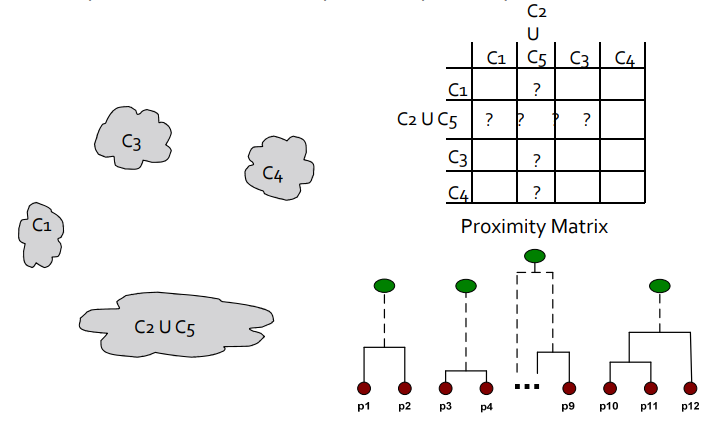 C2
U
C1 C5 C3 C4
C1 ?
C2 U C5 ? ? ? ?
C3 ?
C4 ?
Proximity Matrix
C3
C4
C1
C2 U C5
...
p1 p2 p3 p4 p9 p10 p11 p12